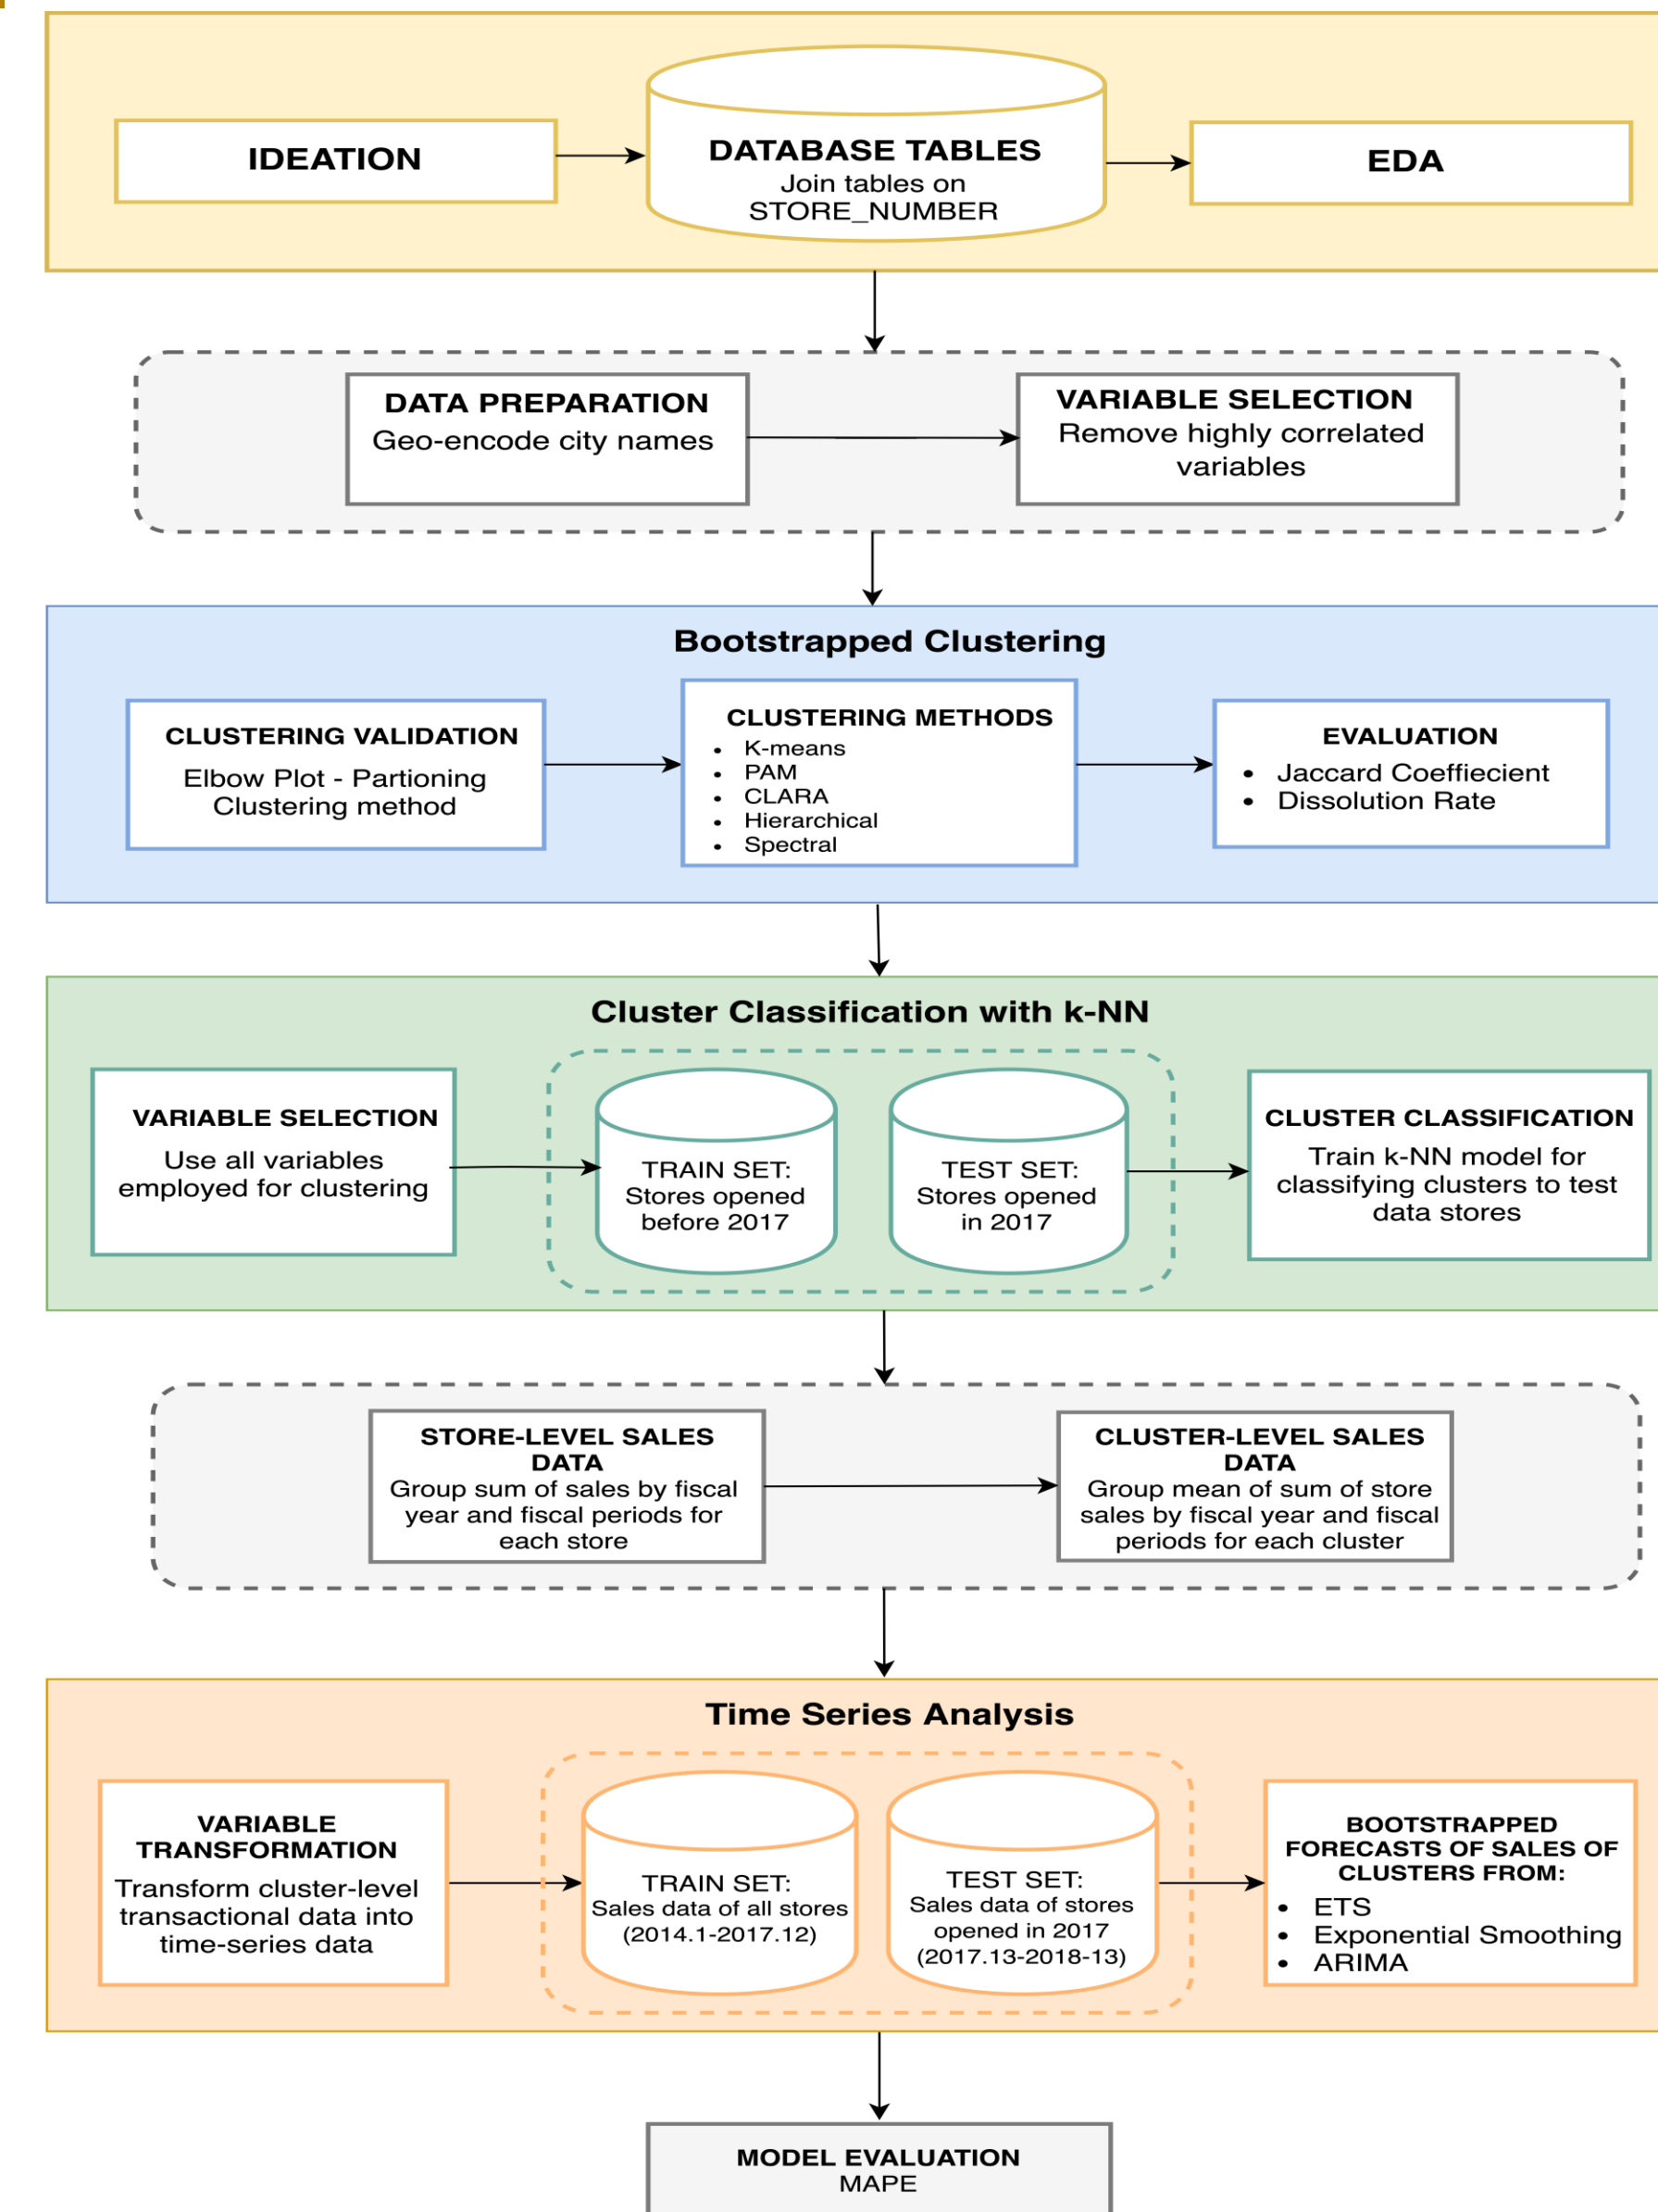 IDEATION
DATABASE TABLES
Join tables on
STORE_NUMBER
EDA
DATA PREPARATION
Geo-encode city names
VARIABLE SELECTION
Remove highly correlated
variables
Bootstrapped Clustering
CLUSTERING VALIDATION
Elbow Plot - Partioning
Clustering method
CLUSTERING METHODS
• K-means
• PAM
• CLARA
• Hierarchical
• Spectral
EVALUATION
• Jaccard Coeffiecient
• Dissolution Rate
Cluster Classification with k-NN
VARIABLE SELECTION
Use all variables
employed for clustering
TRAIN SET:
Stores opened
before 2017
TEST SET:
Stores opened
in 2017
CLUSTER CLASSIFICATION
Train k-NN model for
classifying clusters to test
data stores
STORE-LEVEL SALES
DATA
Group sum of sales by fiscal
year and fiscal periods for
each store
CLUSTER-LEVEL SALES
DATA
Group mean of sum of store
sales by fiscal year and fiscal
periods for each cluster
Time Series Analysis
VARIABLE
TRANSFORMATION
Transform cluster-level
transactional data into
time-series data
TRAIN SET:
Sales data of all stores
(2014.1-2017.12)
TEST SET:
Sales data of stores
opened in 2017
(2017.13-2018-13)
BOOTSTRAPPED
FORECASTS OF SALES OF
CLUSTERS FROM:
• ETS
• Exponential Smoothing
• ARIMA
MODEL EVALUATION
MAPE